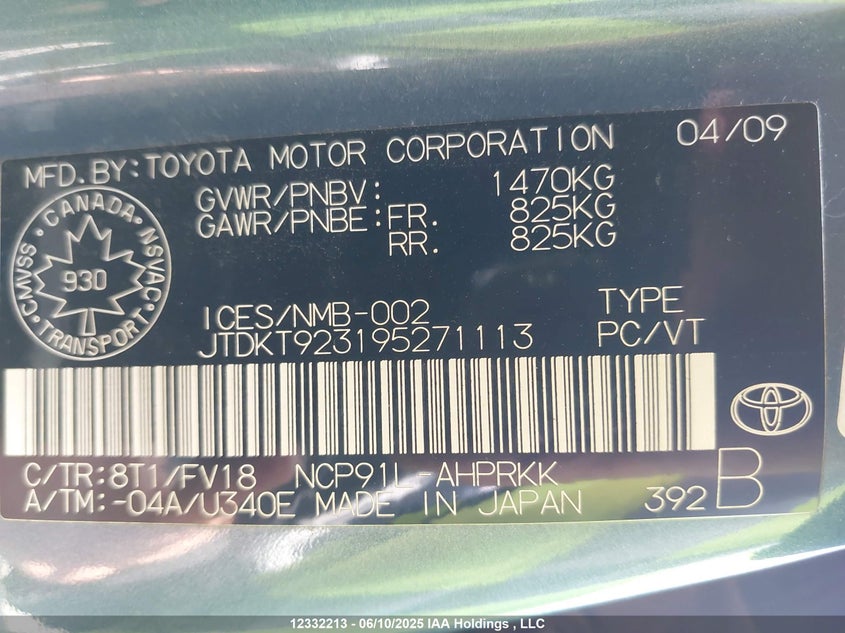 MFD. BY: TOYOTA MOTOR CORPORATION 04/09
GVWR/PNBV: 1470KG
GAWR/PNBE: FR. 825KG
RR. 825KG
CANADA
CMVSS 930 NSVAC
TRANSPORT
ICES/NMB-002 TYPE
JTDKT923195271113 PC/VT
C/TR: 8T1/FV18 NCP91L-AHPRKK
A/TM: -04A/U340E MADE IN JAPAN 392 B
12332213 - 06/10/2025 IAA Holdings , LLC